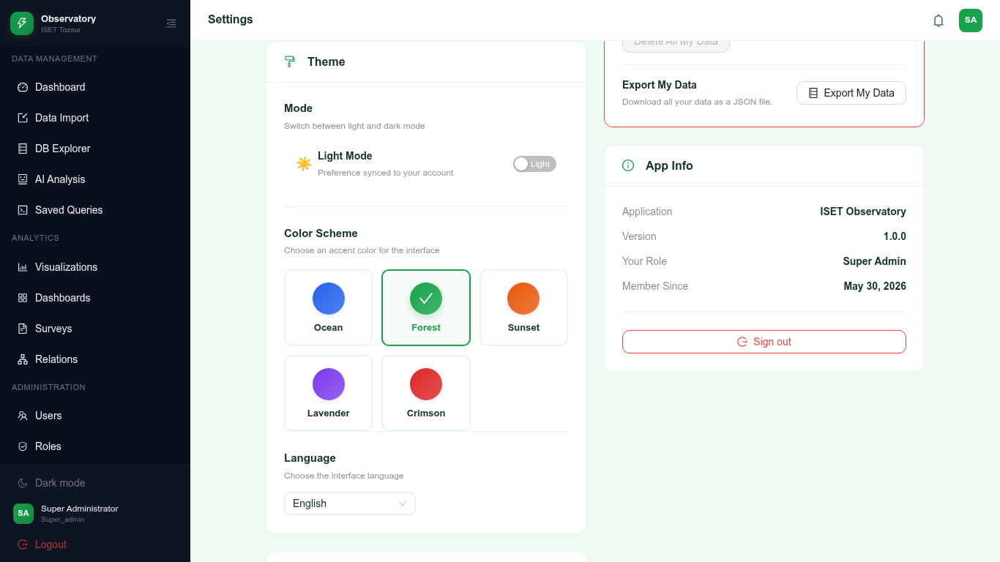 Observatory
ISET Tozeur
DATA MANAGEMENT
Dashboard
Data Import
DB Explorer
AI Analysis
Saved Queries
ANALYTICS
Visualizations
Dashboards
Surveys
Relations
ADMINISTRATION
Users
Roles
Dark mode
SA
Super Administrator
Super_admin
Logout
Settings
SA
Theme
Mode
Switch between light and dark mode
Light Mode
Preference synced to your account
Light
Color Scheme
Choose an accent color for the interface
Ocean
Forest
Sunset
Lavender
Crimson
Language
Choose the interface language
English
Delete All My Data
Export My Data
Download all your data as a JSON file.
Export My Data
App Info
Application
ISET Observatory
Version
1.0.0
Your Role
Super Admin
Member Since
May 30, 2026
Sign out